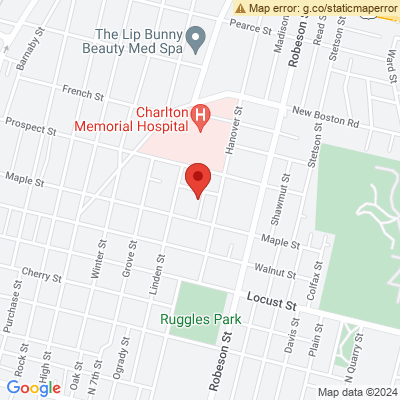 Map error: g.co/staticmaperror
The Lip Bunny
Beauty Med Spa
Pearce St
Madison
Robeson St
Read St
Stetson St
Ward St
Barnaby St
French St
Charlton
Memorial Hospital
H
Hanover St
New Boston Rd
Prospect St
Stetson St
Maple St
Shawmut St
Maple St
Winter St
Grove St
Linden St
Walnut St
Colfax St
Cherry St
Locust St
Purchase St
Ruggles Park
Robeson St
Davis St
Plain St
N Quarry St
Rock St
High St
N 7th St
Oak St
Ogrady St
Google
Map data ©2024